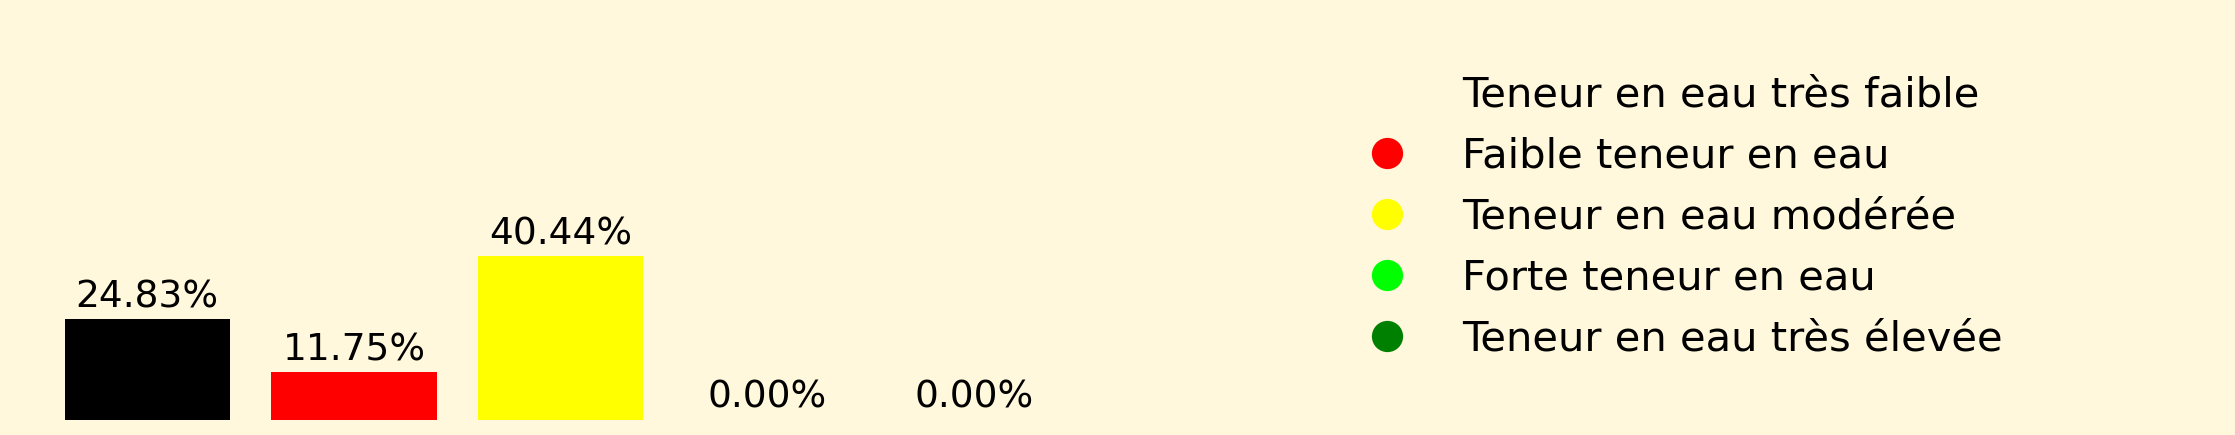 24.83%
11.75%
40.44%
0.00%
0.00%
Teneur en eau très faible
Faible teneur en eau
Teneur en eau modérée
Forte teneur en eau
Teneur en eau très élevée